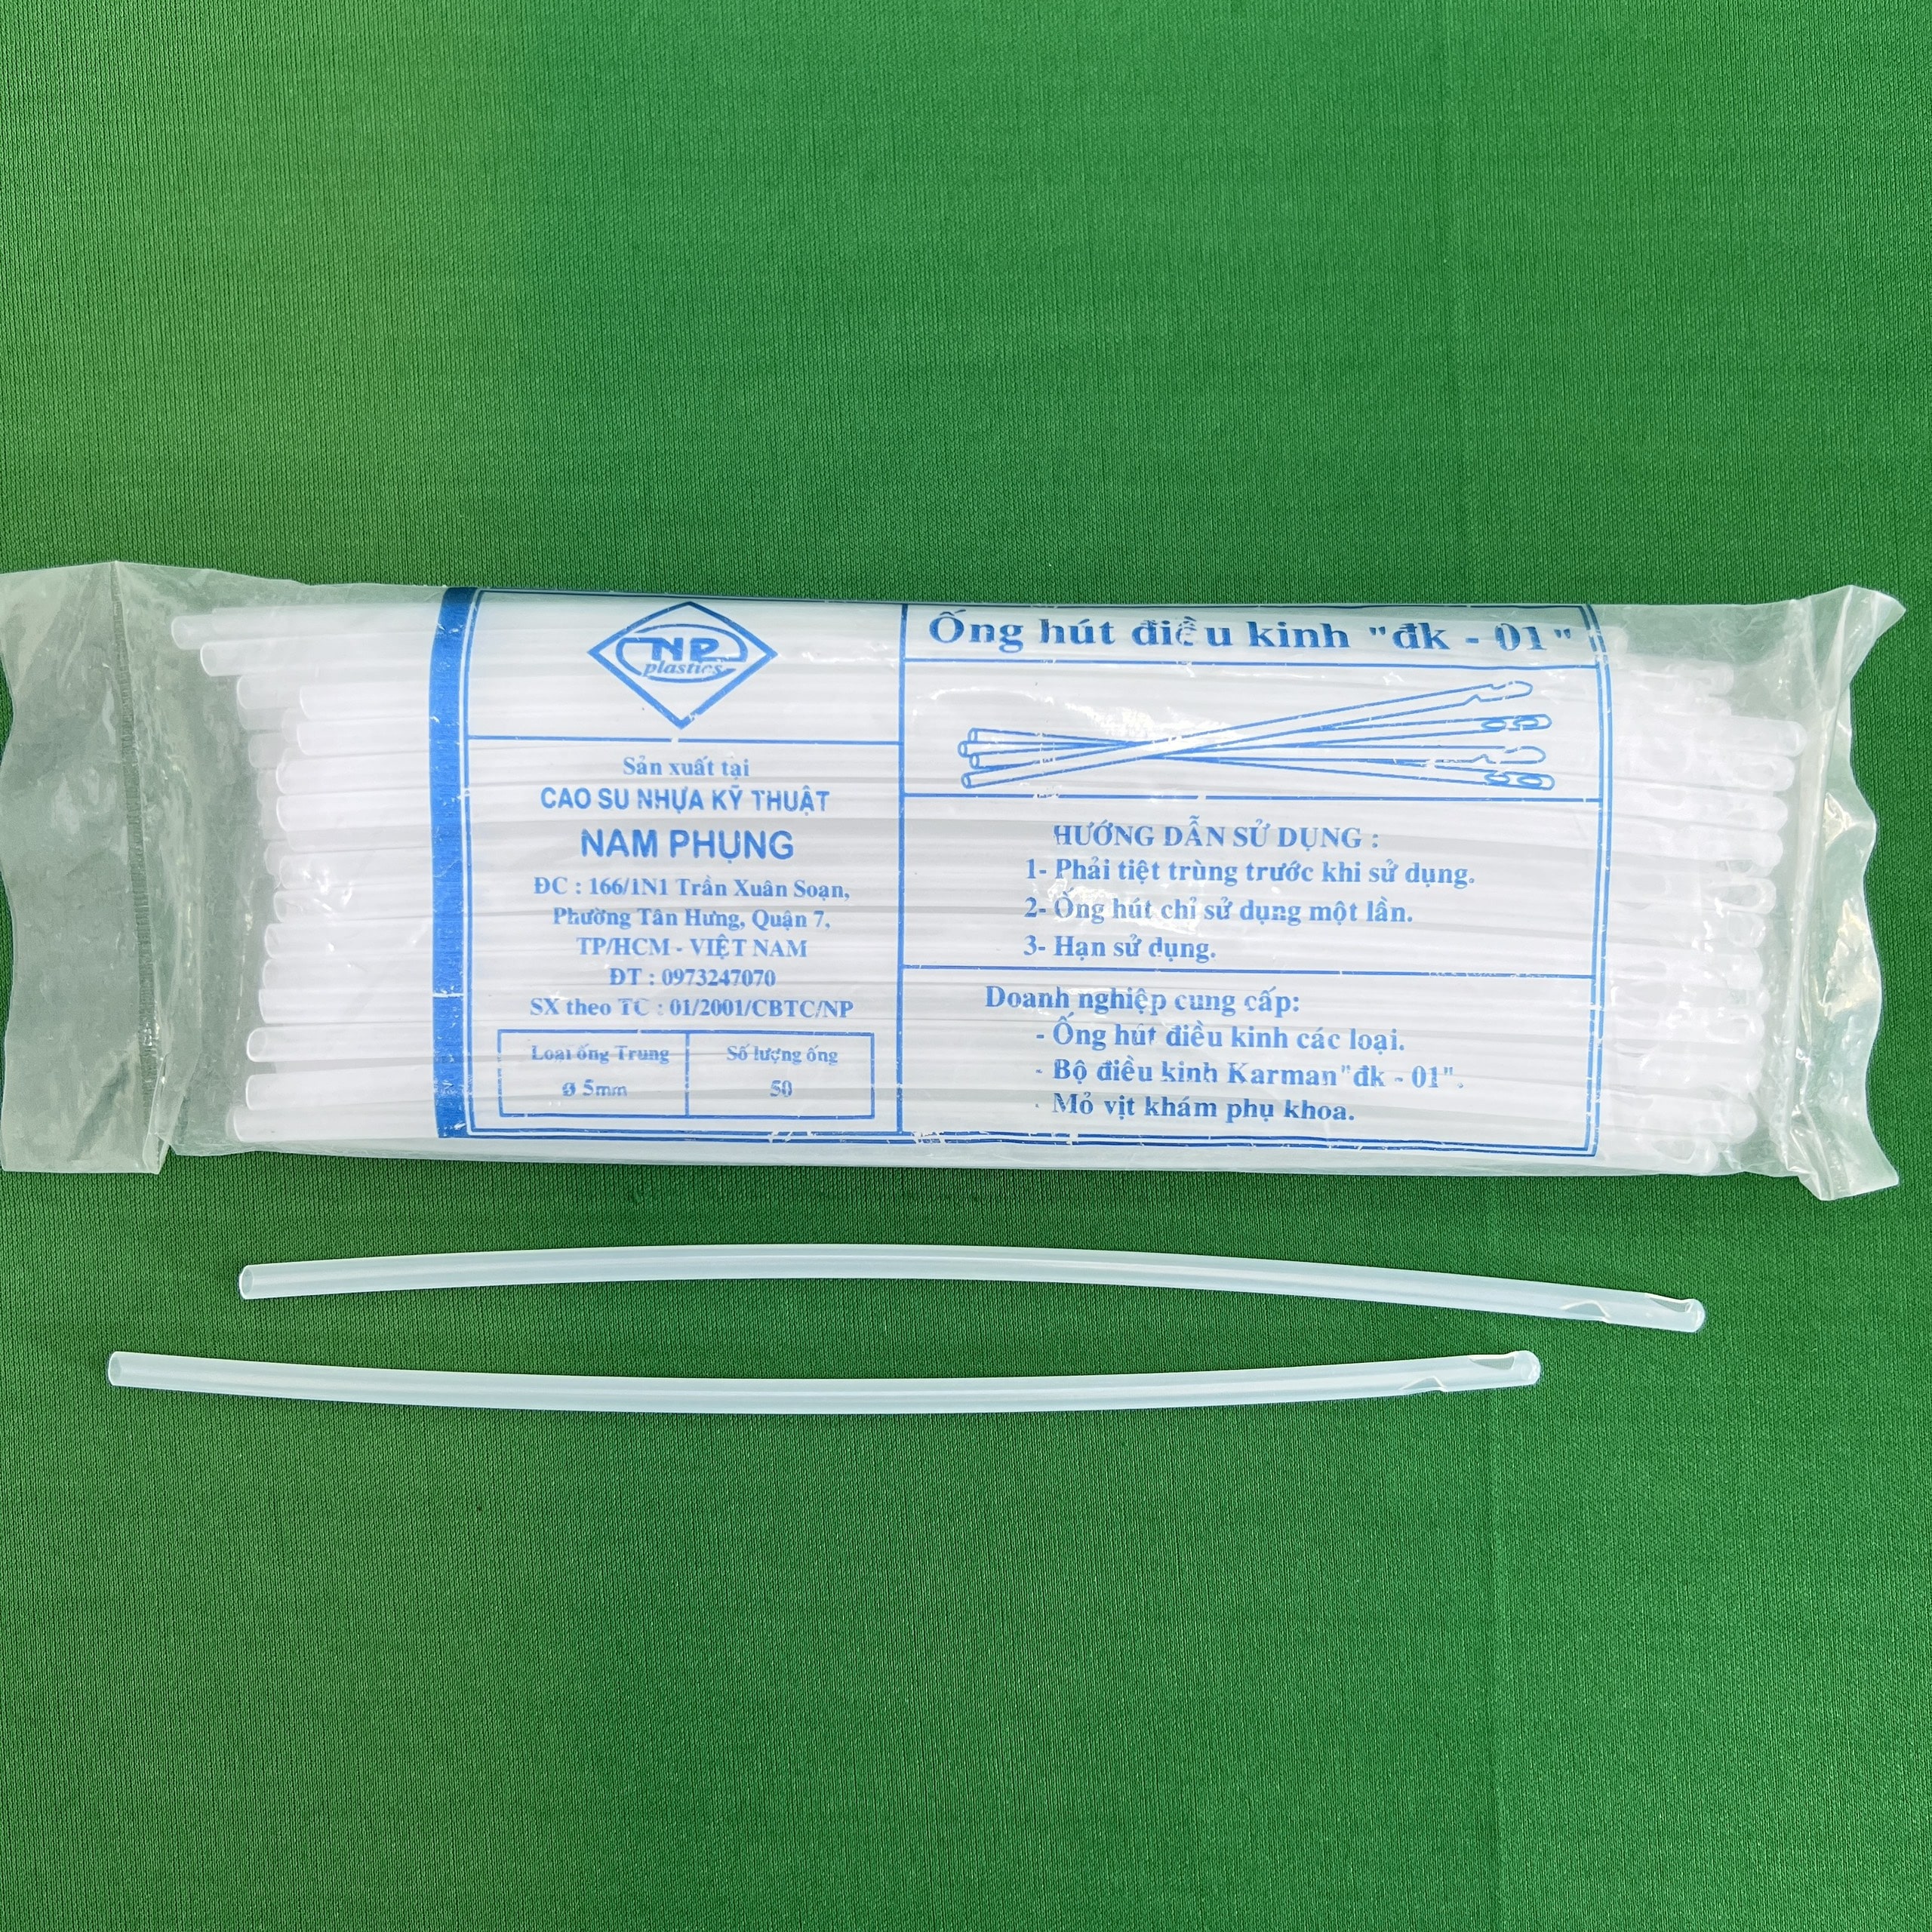 NP
plastics
Sản xuất tại
CAO SU NHỰA KỸ THUẬT
NAM PHỤNG
ĐC : 166/1N1 Trần Xuân Soạn,
Phường Tân Hưng, Quận 7,
TP/HCM - VIỆT NAM
ĐT : 0973247070
SX theo TC : 01/2001/CBTC/NP
Loại ống Trung
Số lượng ống
ø 5mm
50
Ống hút điều kinh "đk - 01"
HƯỚNG DẪN SỬ DỤNG :
1- Phải tiệt trùng trước khi sử dụng.
2- Ống hút chỉ sử dụng một lần.
3- Hạn sử dụng.
Doanh nghiệp cung cấp:
- Ống hút điều kinh các loại.
- Bộ điều kinh Karman "đk - 01".
- Mỏ vịt khám phụ khoa.